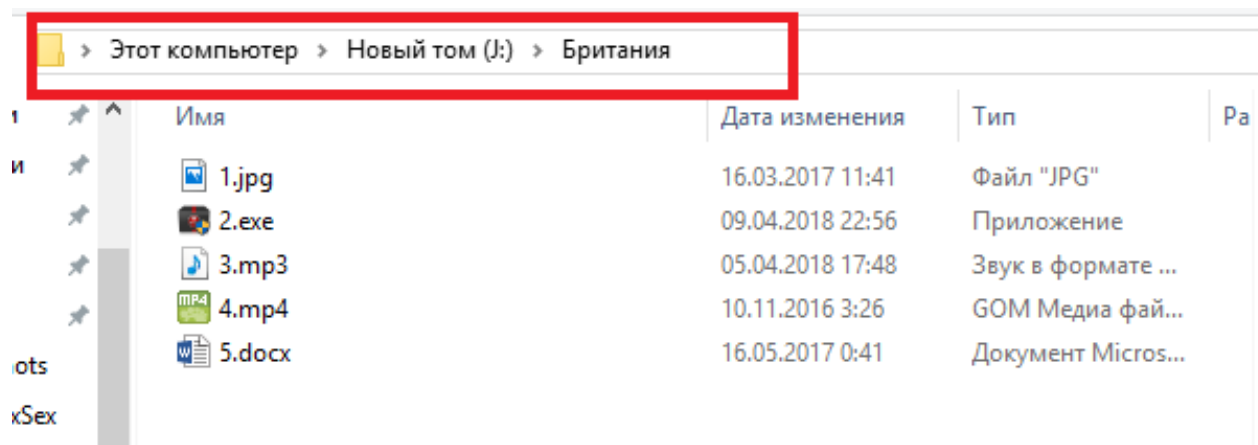 Этот компьютер > Новый том (J:) > Британия
Имя Дата изменения Тип Ра
1.jpg 16.03.2017 11:41 Файл "JPG"
2.exe 09.04.2018 22:56 Приложение
3.mp3 05.04.2018 17:48 Звук в формате ...
4.mp4 10.11.2016 3:26 GOM Медиа фай...
5.docx 16.05.2017 0:41 Документ Micros...
ots
xSex